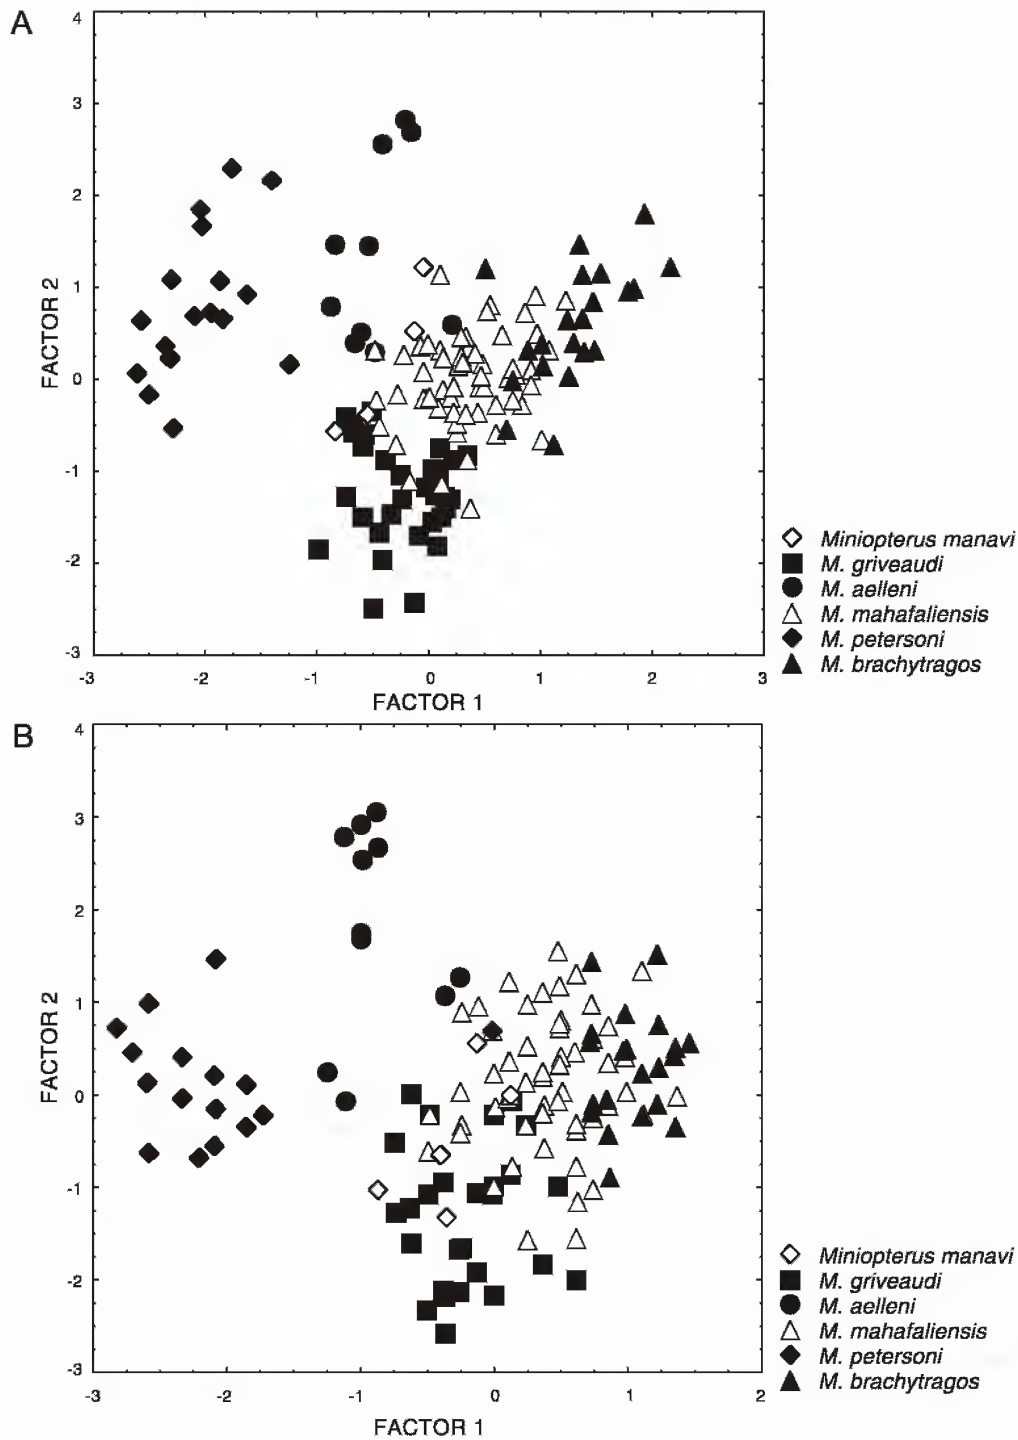 A
4
3
2
1
0
-1
-2
-3
FACTOR 2
-3 -2 -1 0 1 2 3
FACTOR 1
Miniopterus manavi
M. griveaudi
M. aelleni
M. mahafaliensis
M. petersoni
M. brachytragos
B
4
3
2
1
0
-1
-2
-3
FACTOR 2
-3 -2 -1 0 1 2
FACTOR 1
Miniopterus manavi
M. griveaudi
M. aelleni
M. mahafaliensis
M. petersoni
M. brachytragos